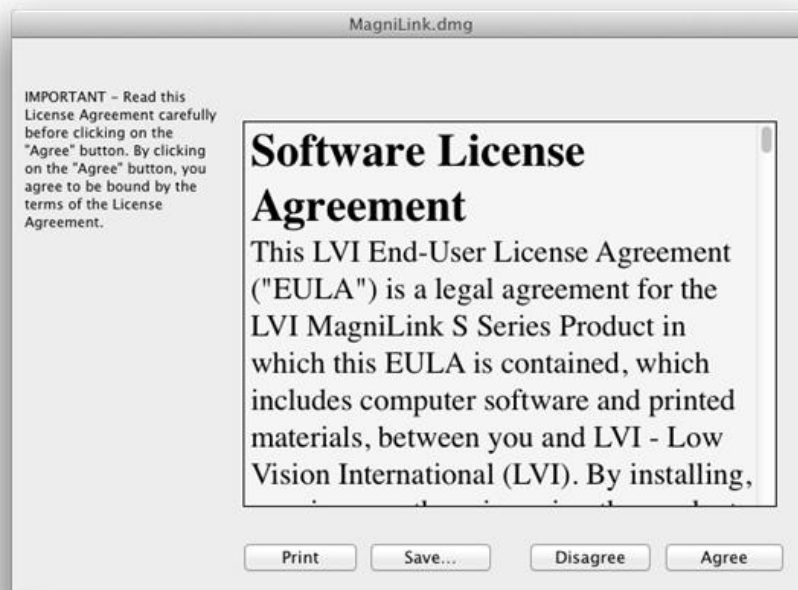 MagniLink.dmg
IMPORTANT – Read this
License Agreement carefully
before clicking on the
"Agree" button. By clicking
on the "Agree" button, you
agree to be bound by the
terms of the License
Agreement.
Software License
Agreement
This LVI End-User License Agreement
("EULA") is a legal agreement for the
LVI MagniLink S Series Product in
which this EULA is contained, which
includes computer software and printed
materials, between you and LVI - Low
Vision International (LVI). By installing,
Print
Save...
Disagree
Agree